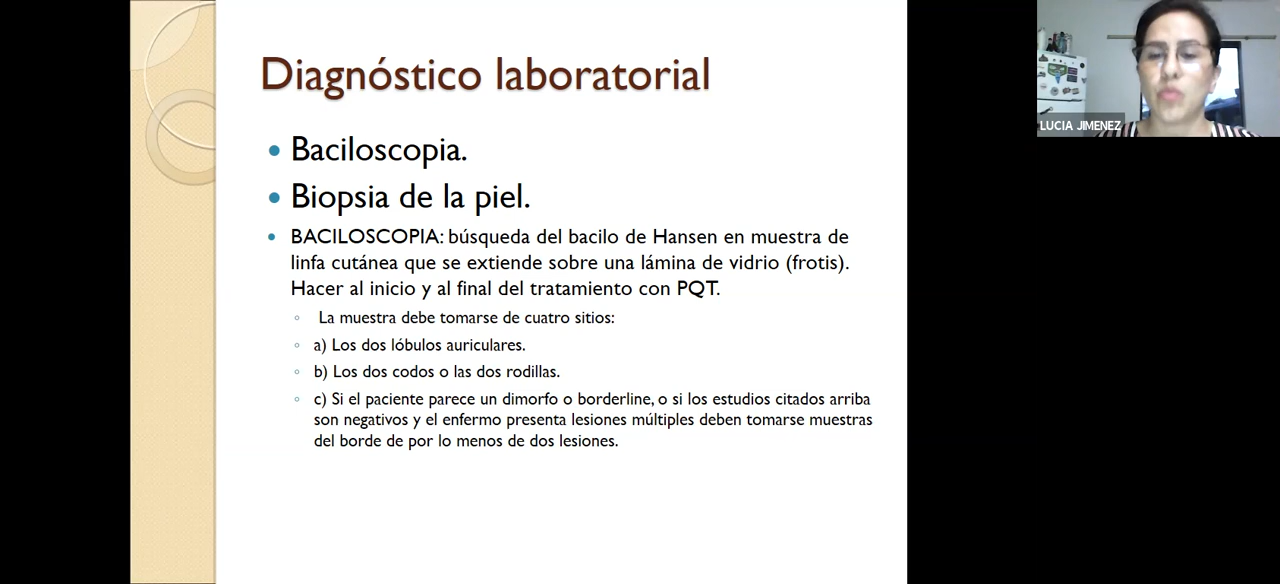 Diagnóstico laboratorial
Baciloscopia.
Biopsia de la piel.
BACILOSCOPIA: búsqueda del bacilo de Hansen en muestra de
linfa cutánea que se extiende sobre una lámina de vidrio (frotis).
Hacer al inicio y al final del tratamiento con PQT.
La muestra debe tomarse de cuatro sitios:
a) Los dos lóbulos auriculares.
b) Los dos codos o las dos rodillas.
c) Si el paciente parece un dimorfo o borderline, o si los estudios citados arriba
son negativos y el enfermo presenta lesiones múltiples deben tomarse muestras
del borde de por lo menos de dos lesiones.
LUCIA JIMENEZ